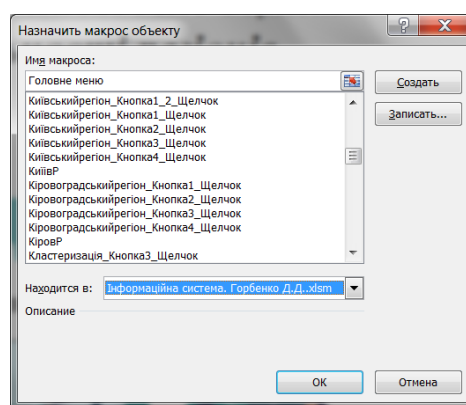 Назначить макрос объекту
Имя макроса:
Головне меню
Київськийрегіон_Кнопка1_2_Щелчок
Київськийрегіон_Кнопка1_Щелчок
Київськийрегіон_Кнопка2_Щелчок
Київськийрегіон_Кнопка3_Щелчок
Київськийрегіон_Кнопка4_Щелчок
КиїівР
Кіровоградськийрегіон_Кнопка1_Щелчок
Кіровоградськийрегіон_Кнопка2_Щелчок
Кіровоградськийрегіон_Кнопка3_Щелчок
Кіровоградськийрегіон_Кнопка4_Щелчок
КіровР
Кластеризація_Кнопка3_Щелчок
Создать
Записать...
Находится в: Інформаційна система. Горбенко Д.Д..xlsm
Описание
ОК
Отмена